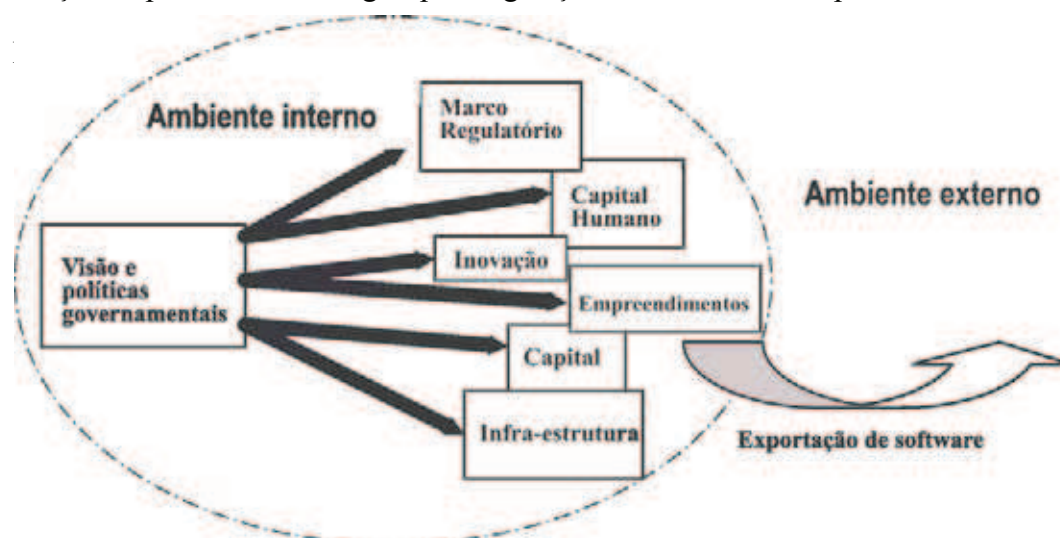 Ambiente interno
Marco
Regulatório
Capital
Humano
Ambiente externo
Visão e
políticas
governamentais
Inovação
Empreendimentos
Capital
Infra-estrutura
Exportação de software